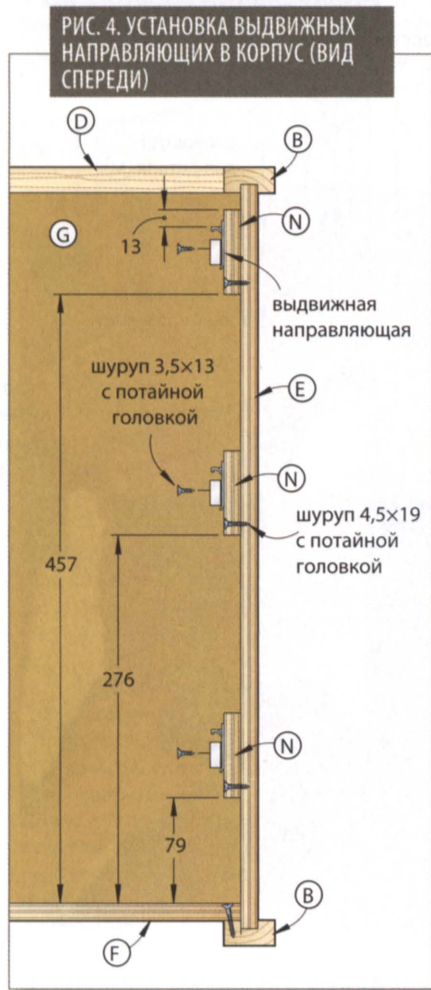 РИС. 4. УСТАНОВКА ВЫДВИЖНЫХ
НАПРАВЛЯЮЩИХ В КОРПУС (ВИД
СПЕРЕДИ)
D
B
G
N
13
выдвижная
направляющая
шуруп 3,5×13
с потайной
головкой
E
N
шуруп 4,5×19
с потайной
головкой
457
276
N
79
B
F